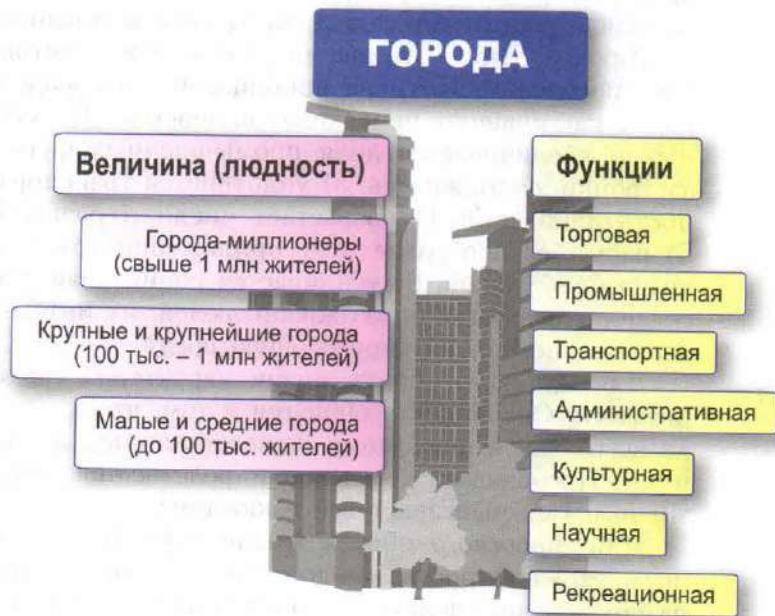 ГОРОДА
Величина (людность)
Города-миллионеры
(свыше 1 млн жителей)
Крупные и крупнейшие города
(100 тыс. – 1 млн жителей)
Малые и средние города
(до 100 тыс. жителей)
Функции
Торговая
Промышленная
Транспортная
Административная
Культурная
Научная
Рекреационная